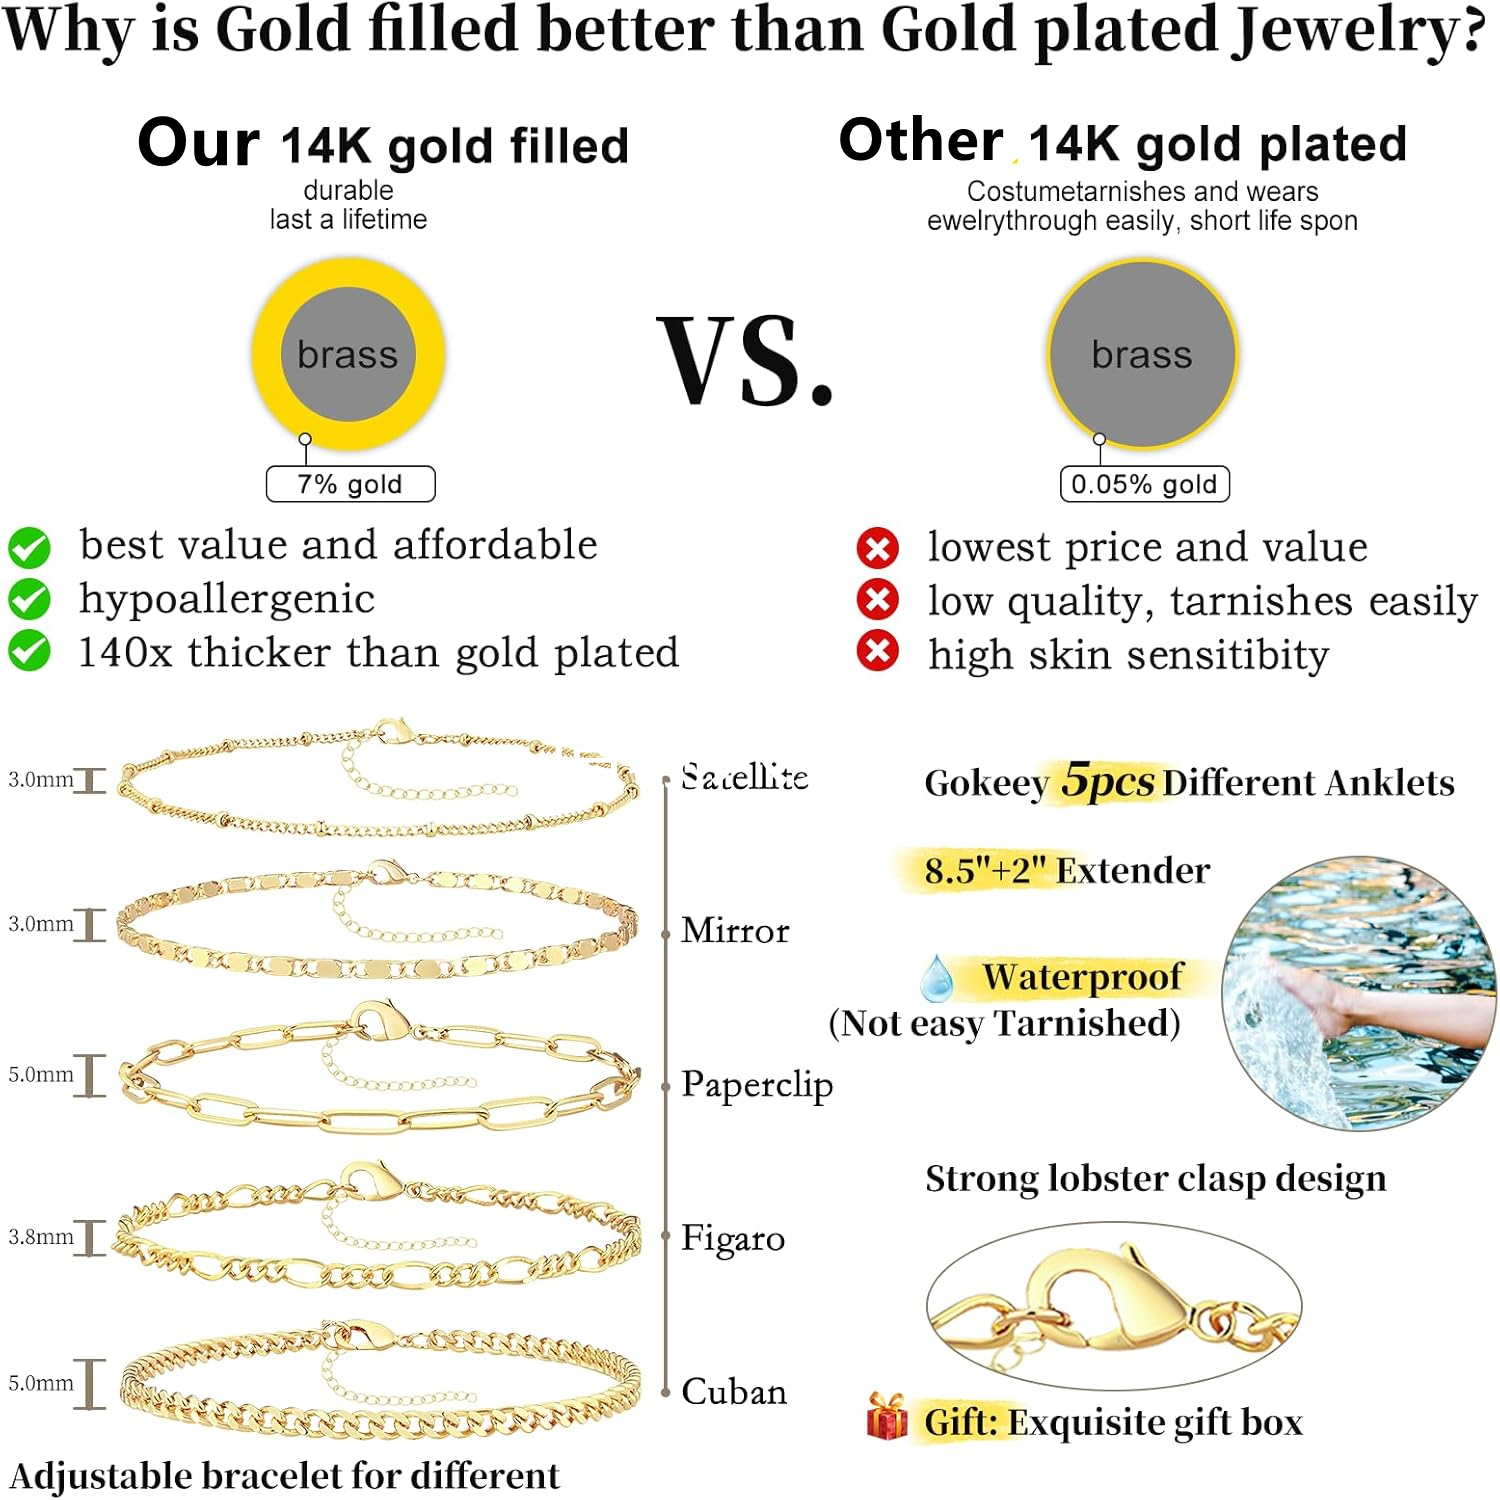 Why is Gold filled better than Gold plated Jewelry?
Our 14K gold filled
durable
last a lifetime
brass
7% gold
VS.
Other 14K gold plated
Costumetarnishes and wears
ewelrythrough easily, short life spon
brass
0.05% gold
best value and affordable
hypoallergenic
140x thicker than gold plated
lowest price and value
low quality, tarnishes easily
high skin sensitibity
3.0mm
Satellite
3.0mm
Mirror
5.0mm
Paperclip
3.8mm
Figaro
5.0mm
Cuban
Adjustable bracelet for different
Gokeey 5pcs Different Anklets
8.5"+2" Extender
Waterproof
(Not easy Tarnished)
Strong lobster clasp design
Gift: Exquisite gift box